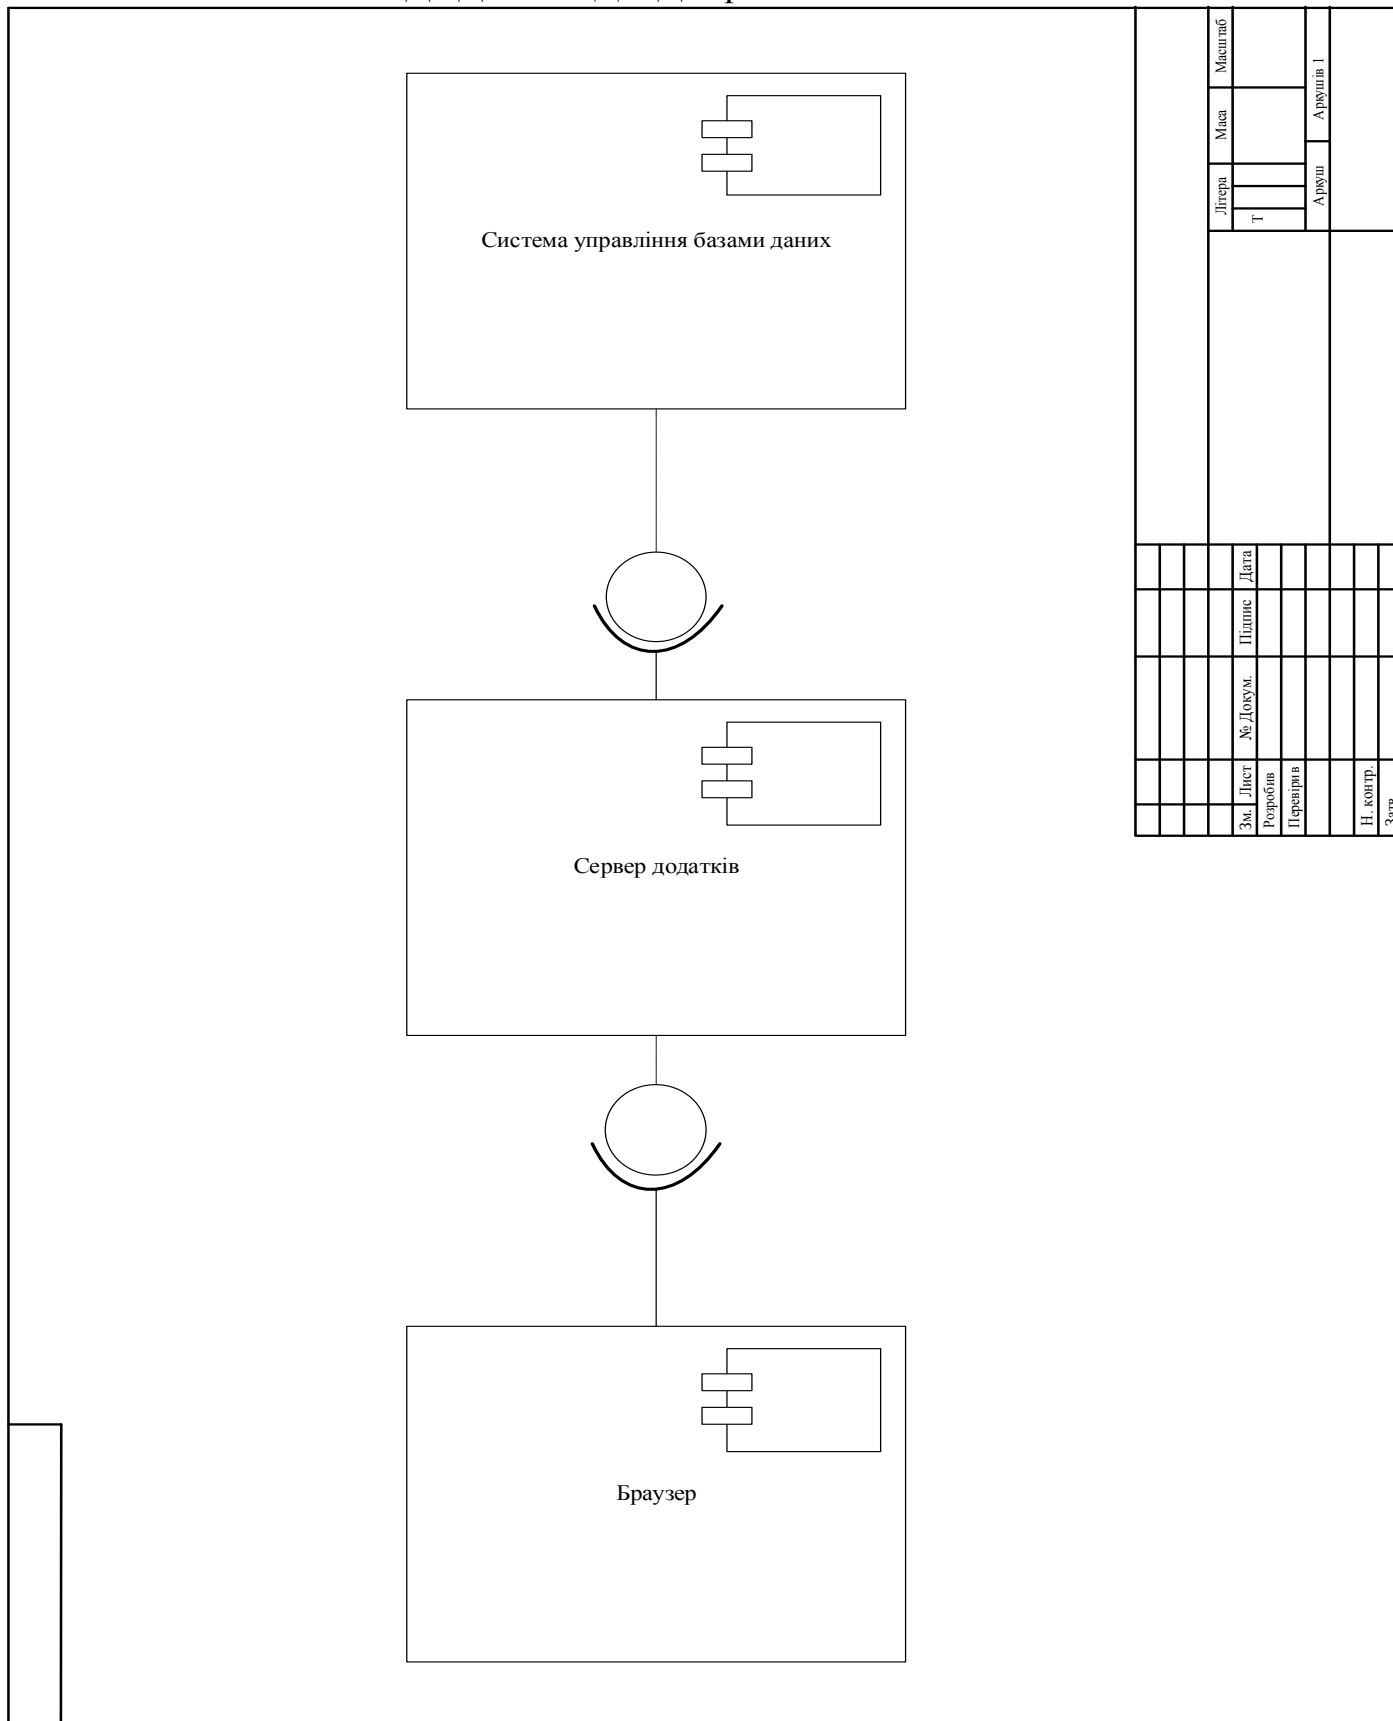 Система управління базами даних
Сервер додатків
Браузер
Літера
Маса
Масштаб
Т
Аркуш
Аркушів 1
Зм.
Лист
№ Докум.
Підпис
Дата
Розробив
Перевірив
Н. контр.